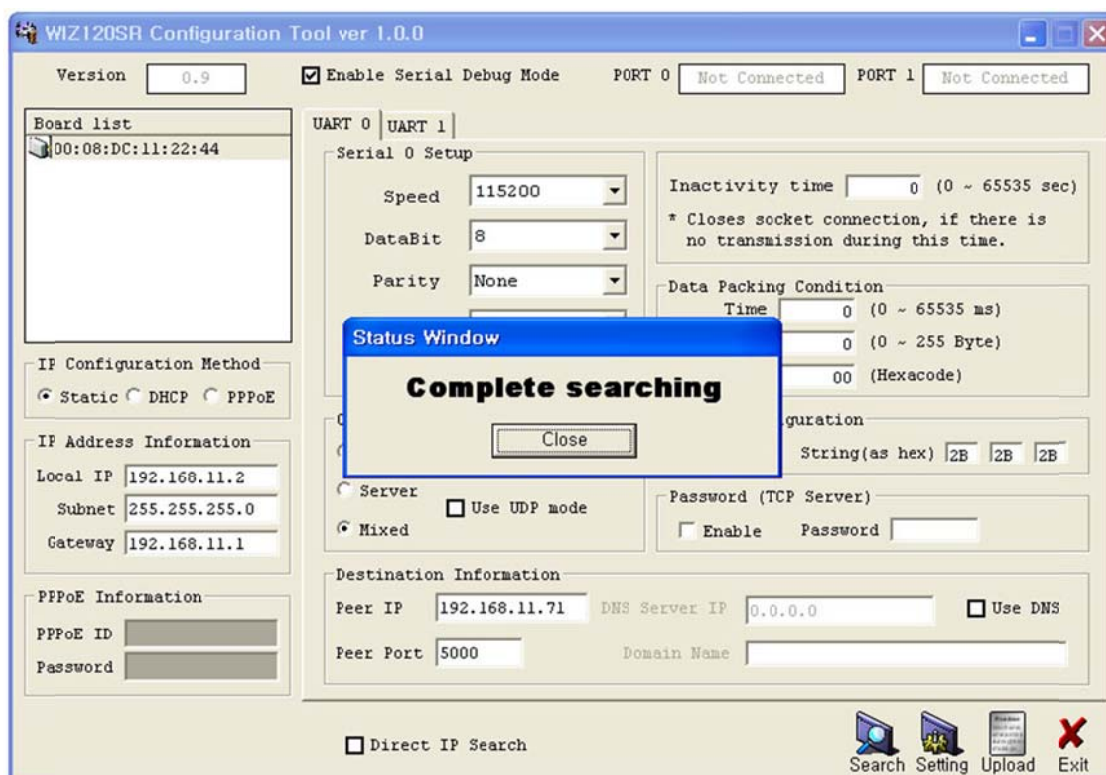 WIZ120SR Configuration Tool ver 1.0.0
Version 0.9
Enable Serial Debug Mode
PORT 0 Not Connected
PORT 1 Not Connected
Board list
00:08:DC:11:22:44
IP Configuration Method
Static DHCP PPPoE
IP Address Information
Local IP 192.168.11.2
Subnet 255.255.255.0
Gateway 192.168.11.1
PPPoE Information
PPPoE ID
Password
UART 0 UART 1
Serial 0 Setup
Speed 115200
DataBit 8
Parity None
Inactivity time 0 (0 ~ 65535 sec)
* Closes socket connection, if there is
no transmission during this time.
Data Packing Condition
Time 0 (0 ~ 65535 ms)
0 (0 ~ 255 Byte)
00 (Hexacode)
Status Window
Complete searching
Close
String(as hex) 2B 2B 2B
Server
Use UDP mode
Mixed
Password (TCP Server)
Enable Password
Destination Information
Peer IP 192.168.11.71
DNS Server IP 0.0.0.0
Use DNS
Peer Port 5000
Domain Name
Direct IP Search
Search Setting Upload Exit